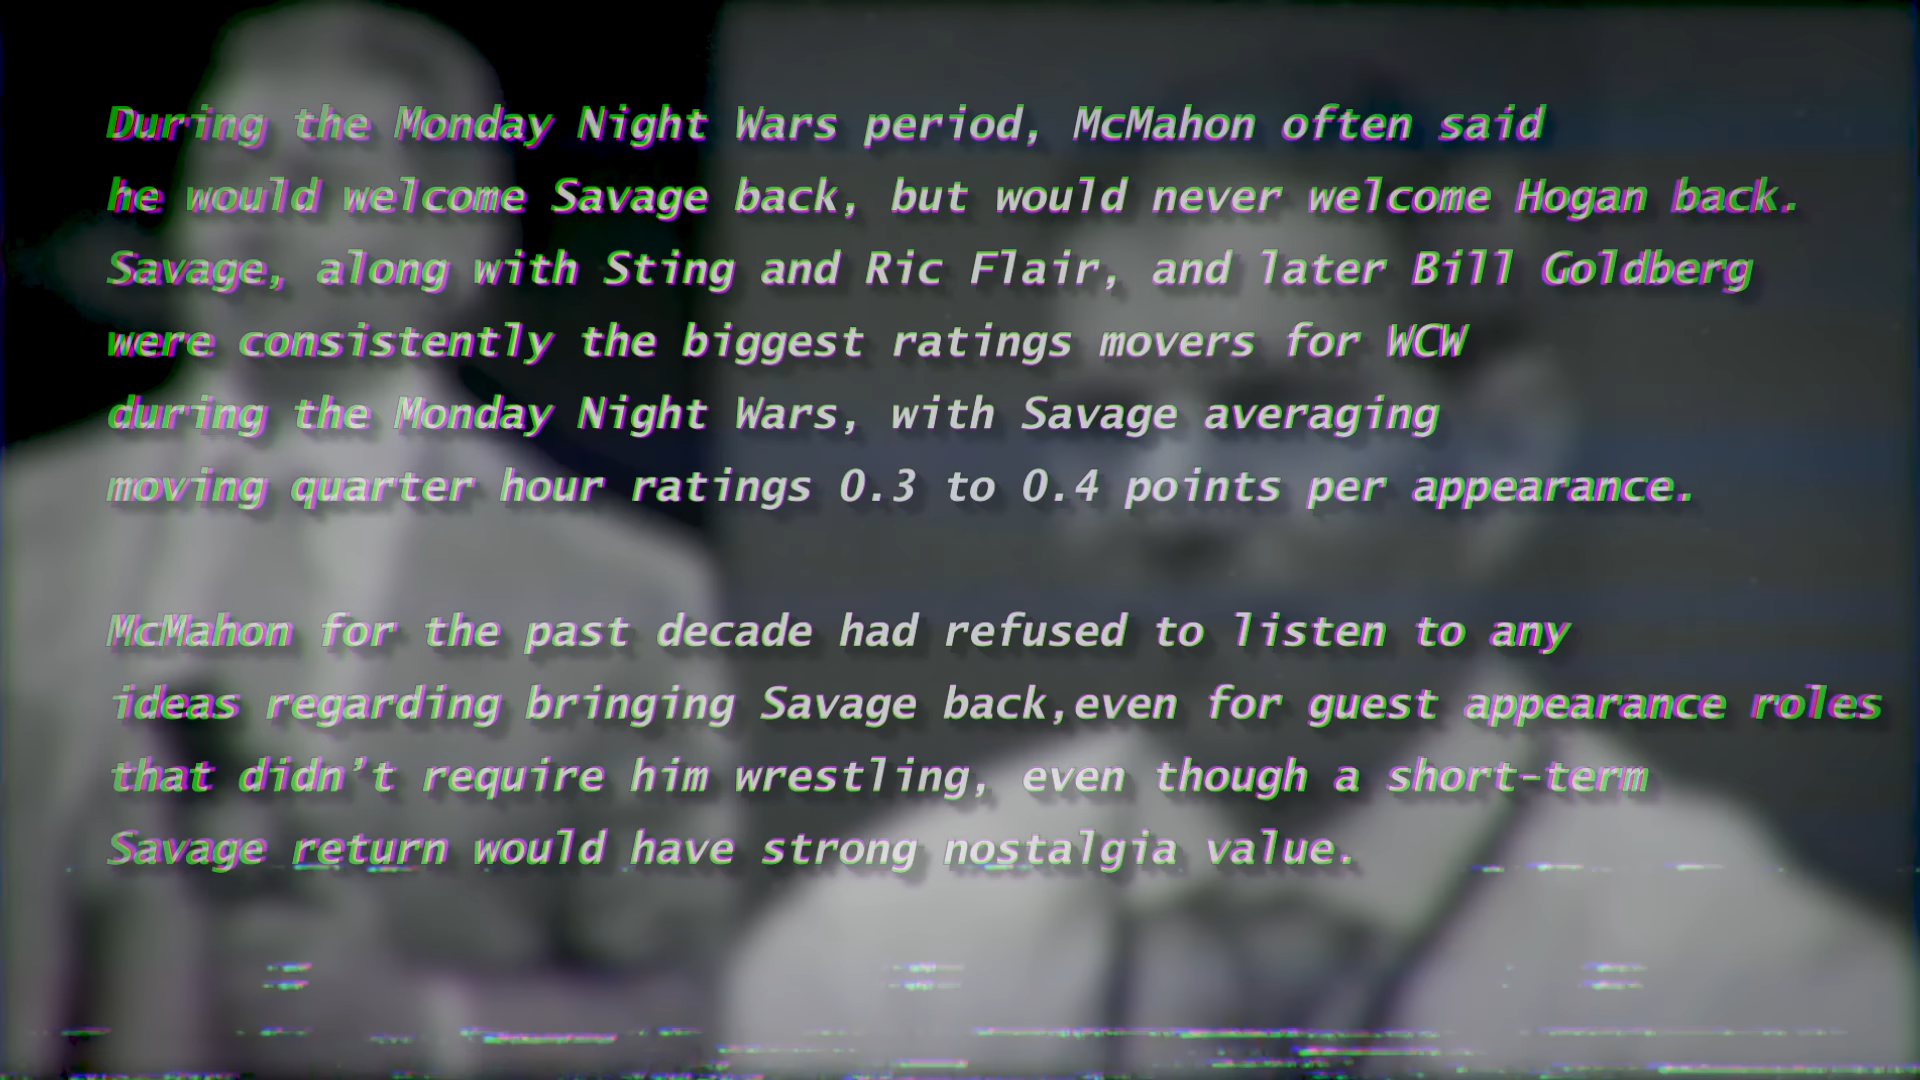 During the Monday Night Wars period, McMahon often said
he would welcome Savage back, but would never welcome Hogan back.
Savage, along with Sting and Ric Flair, and later Bill Goldberg
were consistently the biggest ratings movers for WCW
during the Monday Night Wars, with Savage averaging
moving quarter hour ratings 0.3 to 0.4 points per appearance.
McMahon for the past decade had refused to listen to any
ideas regarding bringing Savage back,even for guest appearance roles
that didn’t require him wrestling, even though a short-term
Savage return would have strong nostalgia value.